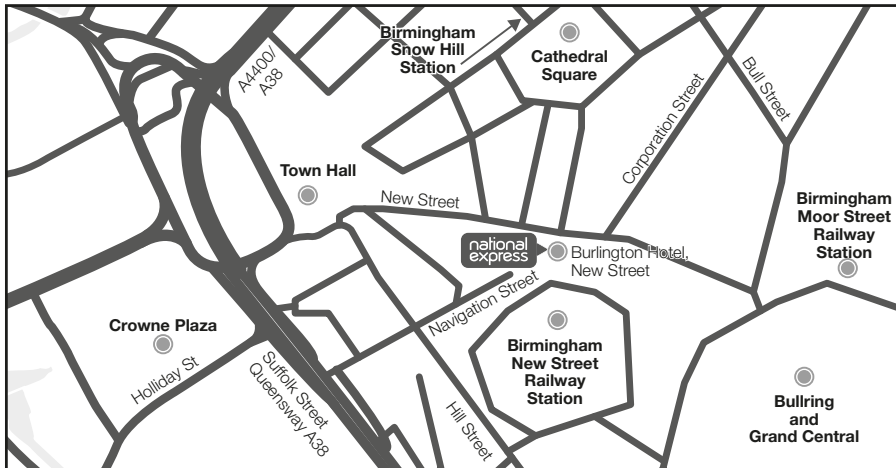 Birmingham
Snow Hill
Station
Cathedral
Square
A4400/
A38
Bull Street
Corporation Street
Town Hall
New Street
Birmingham
Moor Street
Railway
Station
national
express
Burlington Hotel,
New Street
Navigation Street
Crowne Plaza
Holliday St
Suffolk Street
Queensway A38
Hill Street
Birmingham
New Street
Railway
Station
Bullring
and
Grand Central